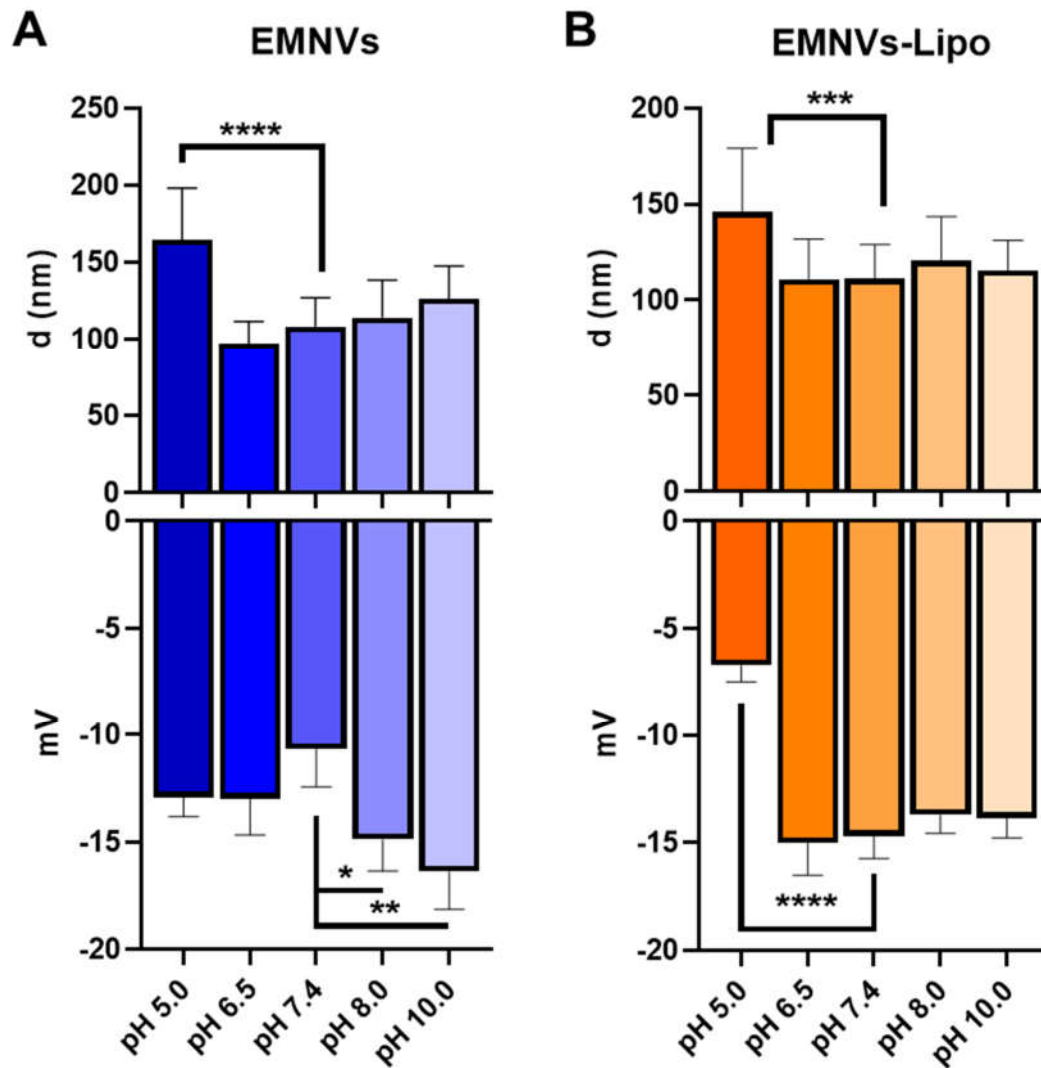 A
EMNVs
250
200
150
100
50
0
d (nm)
****
0
-5
-10
-15
-20
mV
*
**
pH 5.0
pH 6.5
pH 7.4
pH 8.0
pH 10.0
B
EMNVs-Lipo
200
150
100
50
0
d (nm)
***
0
-5
-10
-15
-20
mV
****
pH 5.0
pH 6.5
pH 7.4
pH 8.0
pH 10.0